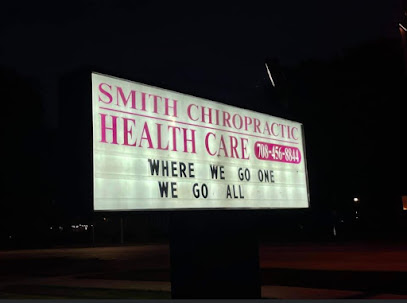 SMITH CHIROPRACTIC
HEALTH CARE 708-456-8844
WHERE WE GO ONE
WE GO ALL